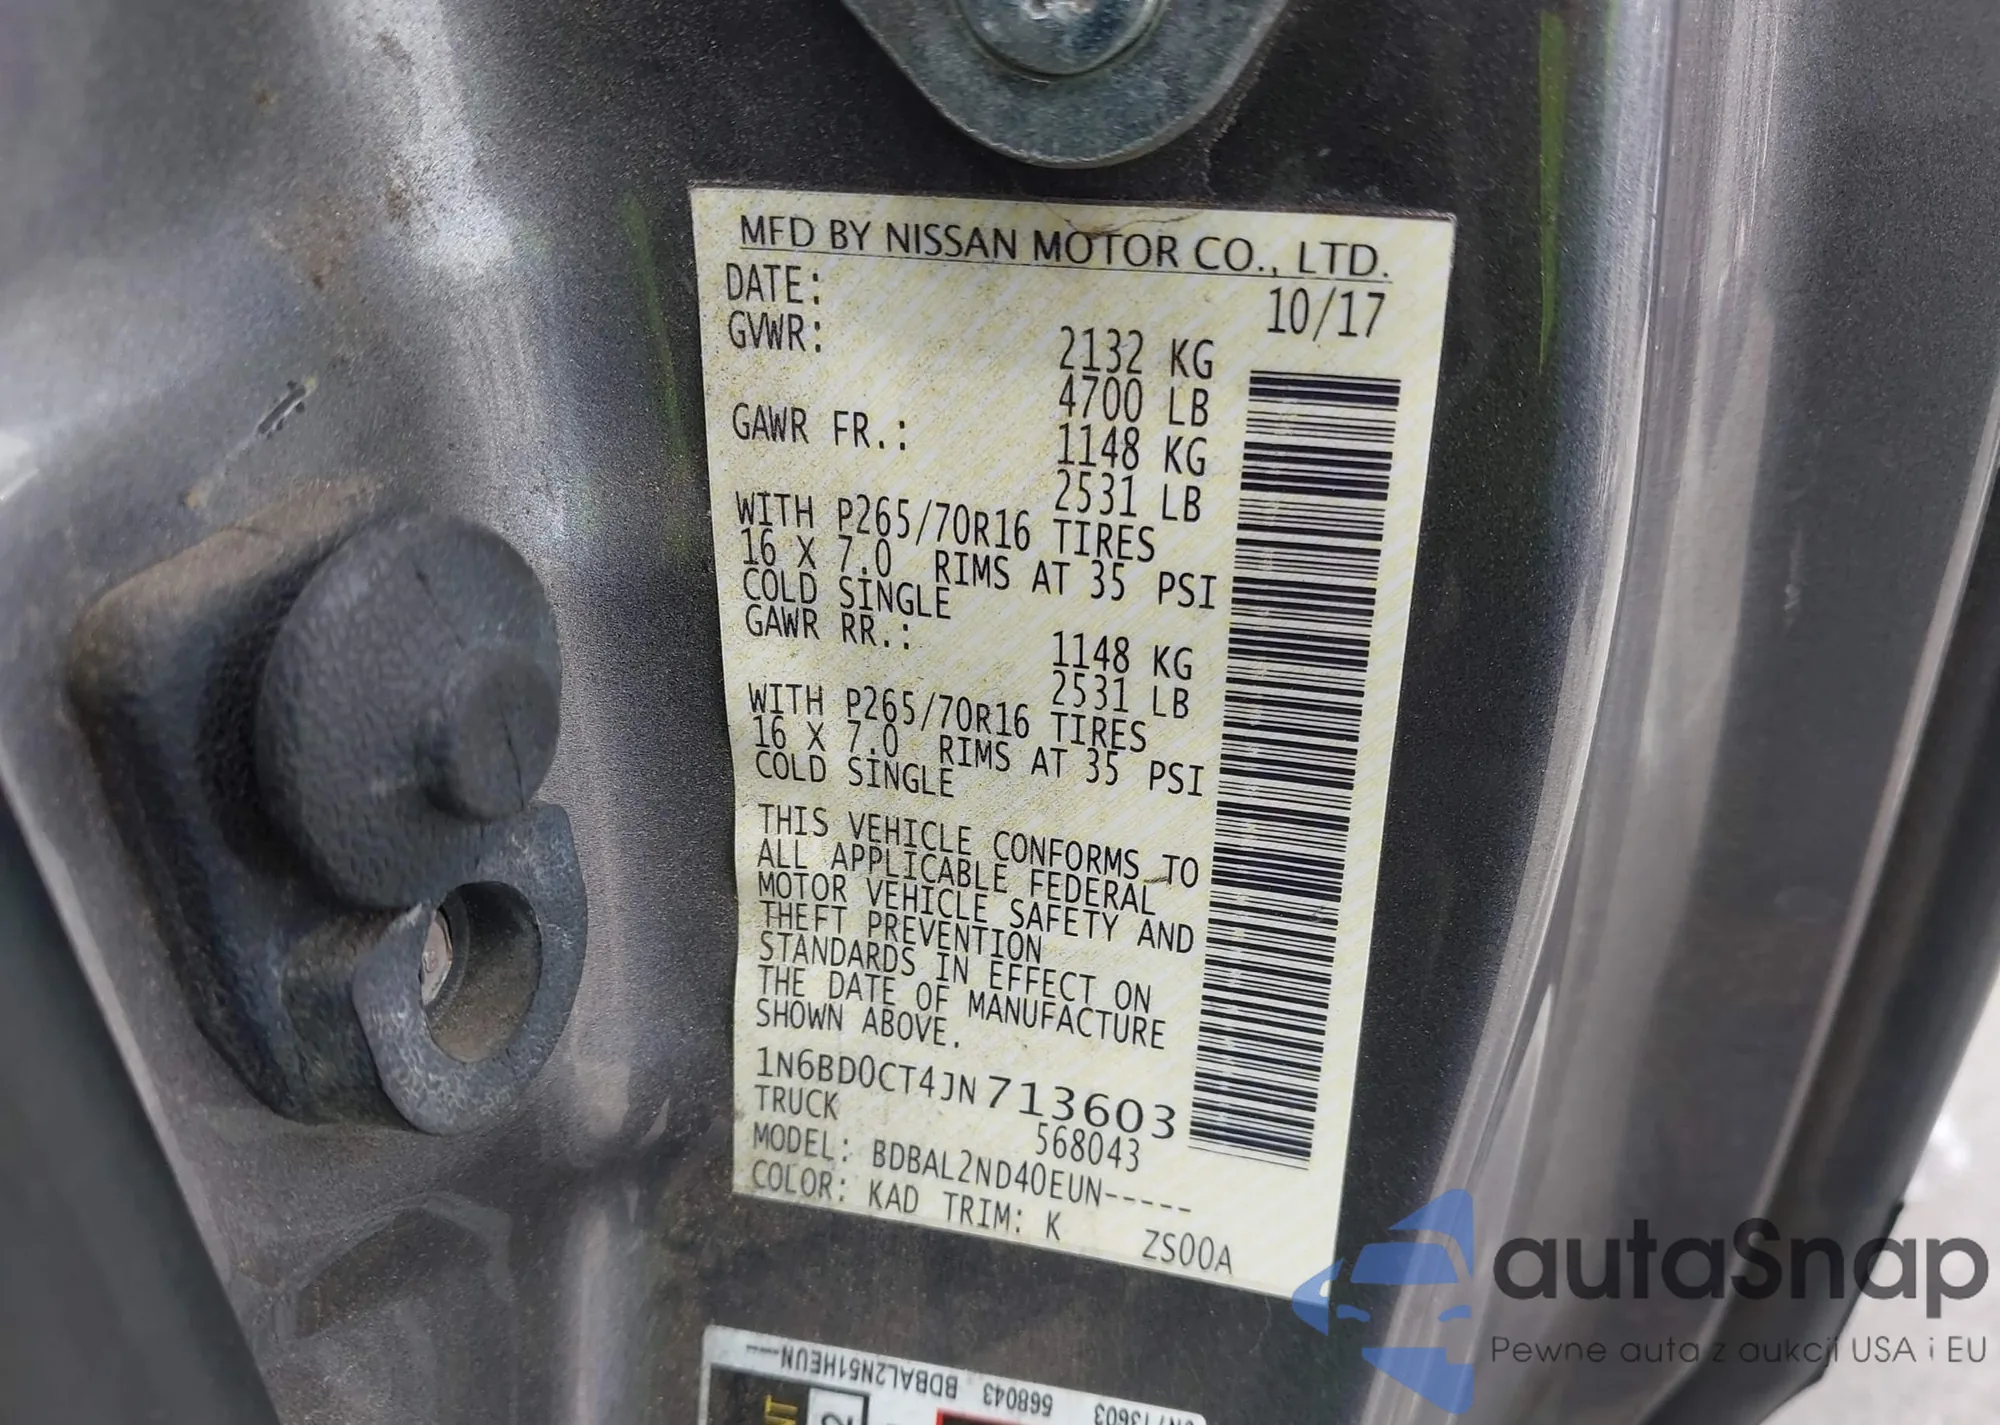 MFD BY NISSAN MOTOR CO., LTD.
DATE: 10/17
GVWR: 2132 KG
4700 LB
GAWR FR.: 1148 KG
2531 LB
WITH P265/70R16 TIRES
16 X 7.0 RIMS AT 35 PSI
COLD SINGLE
GAWR RR.: 1148 KG
2531 LB
WITH P265/70R16 TIRES
16 X 7.0 RIMS AT 35 PSI
COLD SINGLE
THIS VEHICLE CONFORMS TO
ALL APPLICABLE FEDERAL
MOTOR VEHICLE SAFETY AND
THEFT PREVENTION
STANDARDS IN EFFECT ON
THE DATE OF MANUFACTURE
SHOWN ABOVE.
1N6BD0CT4JN713603
TRUCK 568043
MODEL: BDBAL2ND40EUN-----
COLOR: KAD TRIM: K ZS00A
autaSnap
Pewne auta z aukcji USA i EU
568043 BDBAL2N51HEUN---